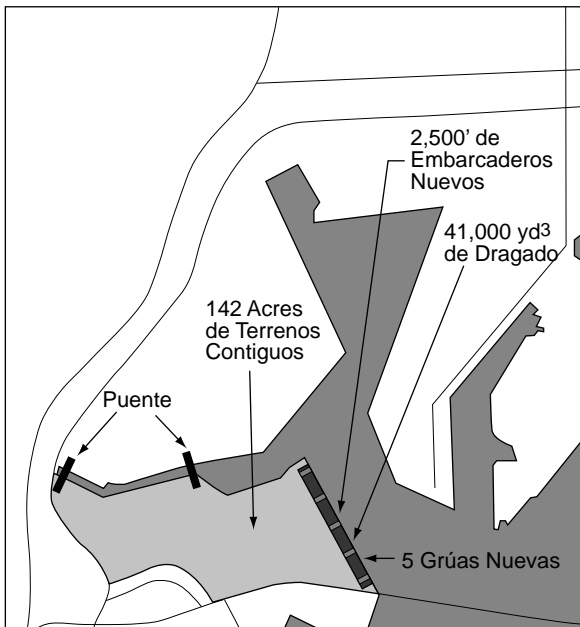 2,500' de
Embarcaderos
Nuevos
41,000 yd3
de Dragado
142 Acres
de Terrenos
Contiguos
Puente
5 Grúas Nuevas